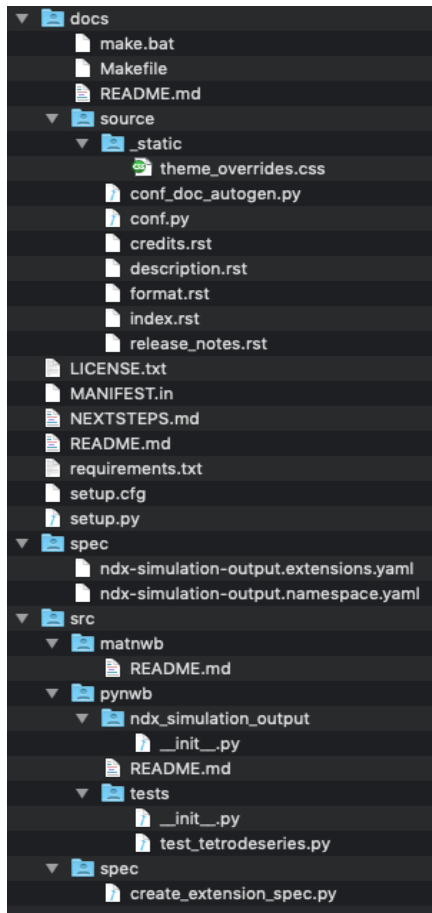 docs
make.bat
Makefile
README.md
source
_static
theme_overrides.css
conf_doc_autogen.py
conf.py
credits.rst
description.rst
format.rst
index.rst
release_notes.rst
LICENSE.txt
MANIFEST.in
NEXTSTEPS.md
README.md
requirements.txt
setup.cfg
setup.py
spec
ndx-simulation-output.extensions.yaml
ndx-simulation-output.namespace.yaml
src
matnwb
README.md
pynwb
ndx_simulation_output
__init__.py
README.md
tests
__init__.py
test_tetrodeseries.py
spec
create_extension_spec.py